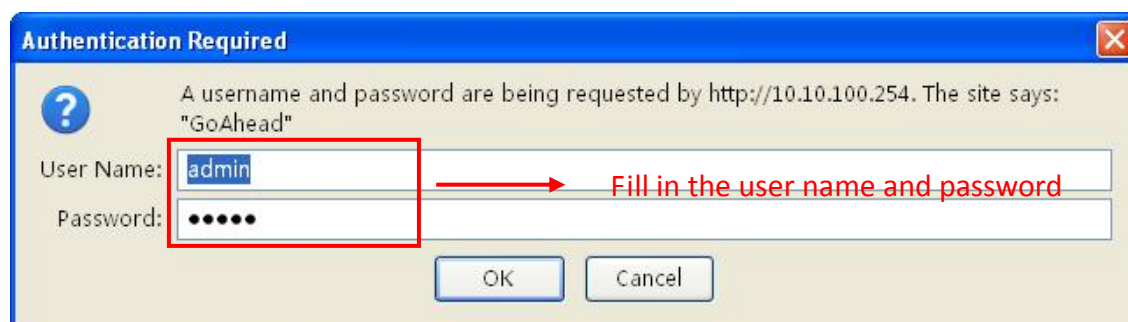 Authentication Required
A username and password are being requested by http://10.10.100.254. The site says:
"GoAhead"
User Name: admin
Fill in the user name and password
Password: •••••
OK Cancel